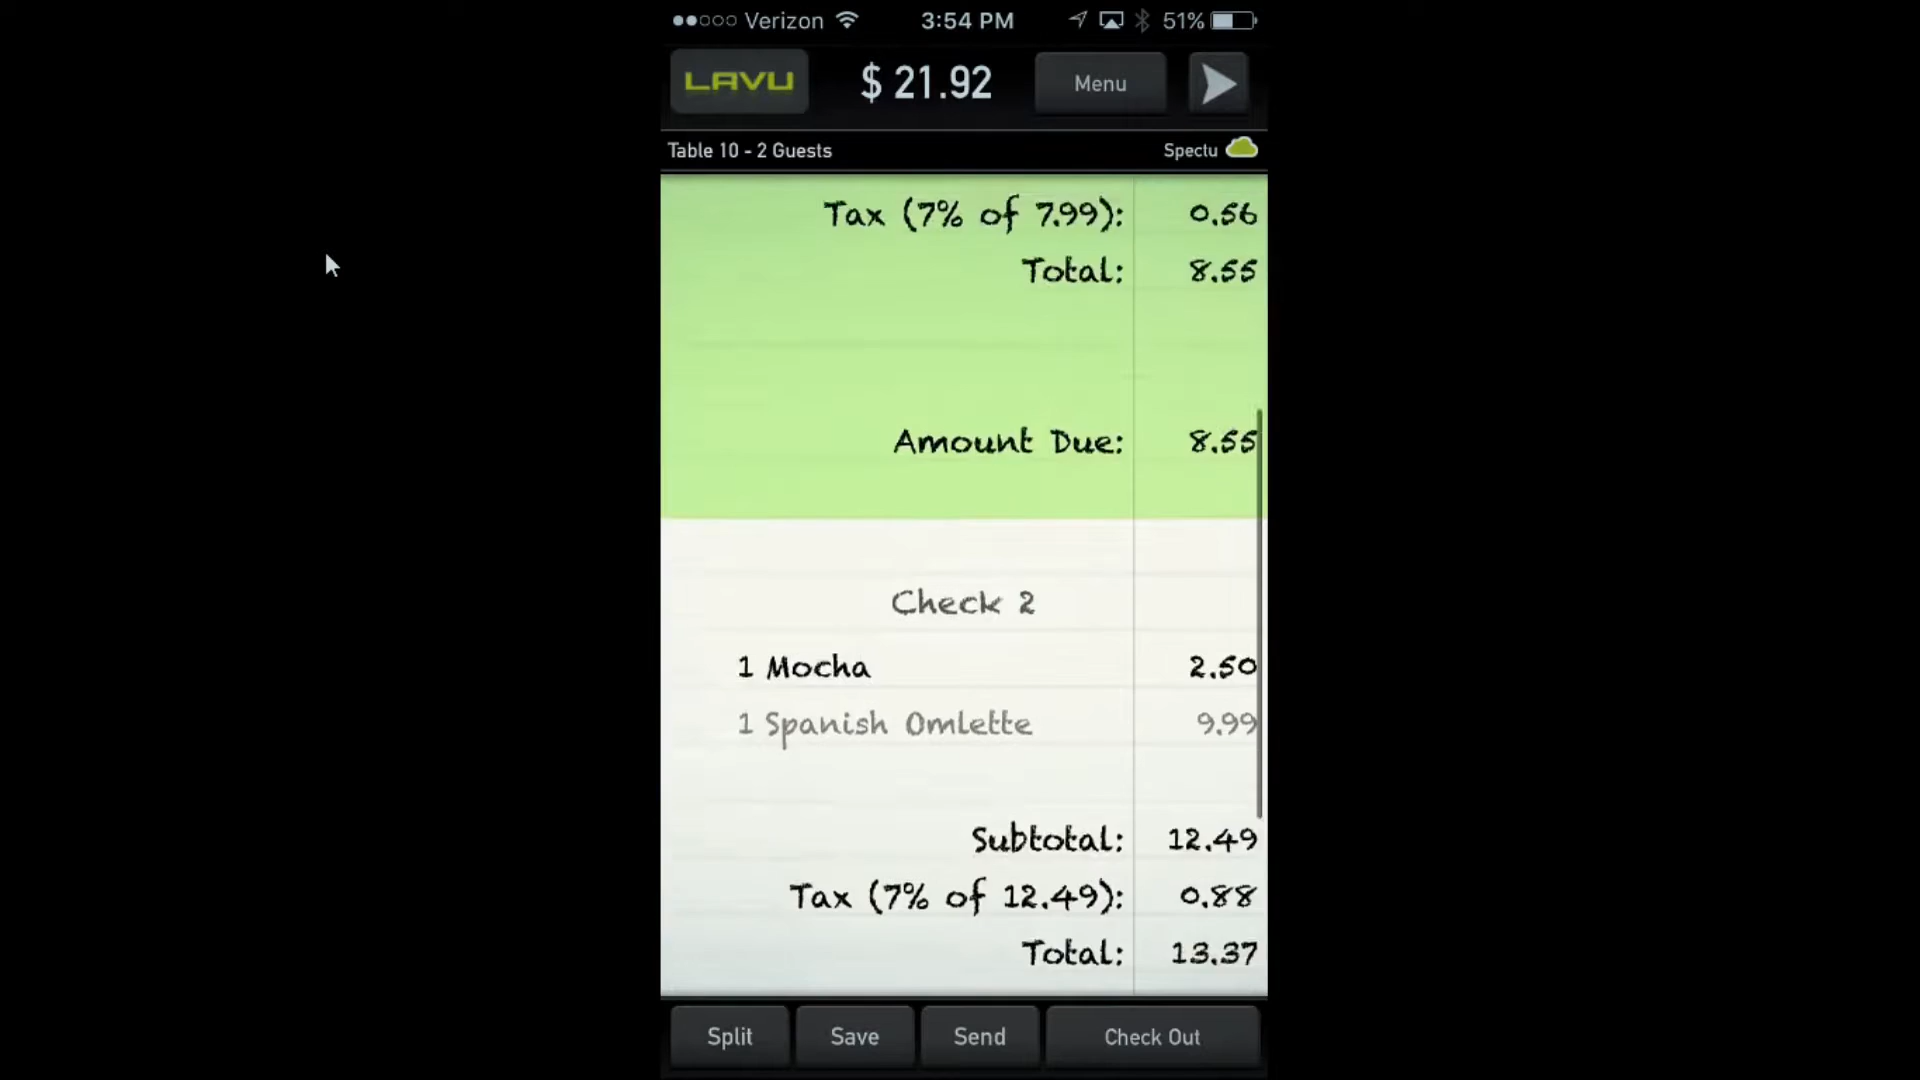 Verizon 3:54 PM 51%
LAVU $ 21.92 Menu
Table 10 - 2 Guests Spectu
Tax (7% of 7.99): 0.56
Total: 8.55
Amount Due: 8.55
Check 2
1 Mocha 2.50
1 Spanish Omlette 9.99
Subtotal: 12.49
Tax (7% of 12.49): 0.88
Total: 13.37
Split Save Send Check Out